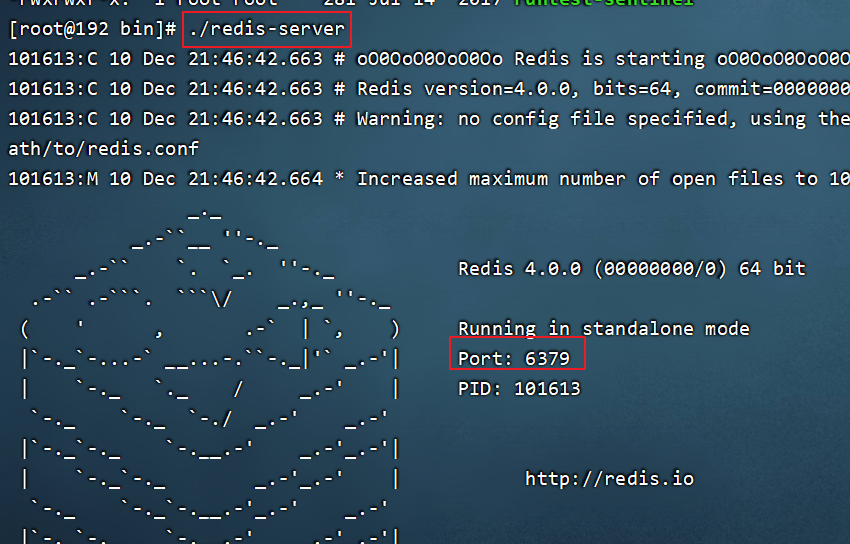 -rwxrwxr-x. 1 root root 281 Jul 14 2017 runtest-sentinel
[root@192 bin]# ./redis-server
101613:C 10 Dec 21:46:42.663 # oO0OoO0OoO0Oo Redis is starting oO0OoO0OoO0O
101613:C 10 Dec 21:46:42.663 # Redis version=4.0.0, bits=64, commit=0000000
101613:C 10 Dec 21:46:42.663 # Warning: no config file specified, using the
ath/to/redis.conf
101613:M 10 Dec 21:46:42.664 * Increased maximum number of open files to 10
Redis 4.0.0 (00000000/0) 64 bit
Running in standalone mode
Port: 6379
PID: 101613
http://redis.io